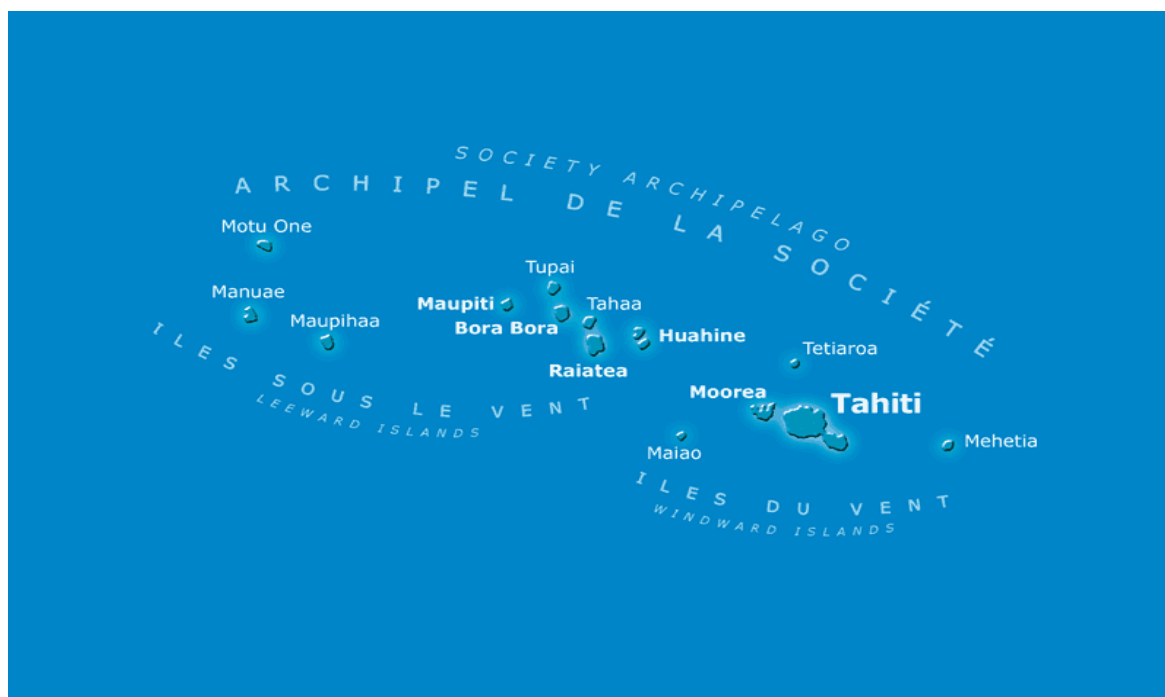 SOCIETY ARCHIPELAGO
ARCHIPEL DE LA SOCIÉTÉ
Motu One
Tupai
Manuae
Maupiti
Tahaa
Maupihaa
Bora Bora
Huahine
Tetiaroa
Raiatea
Moorea
Tahiti
ILES SOUS LE VENT
LEEWARD ISLANDS
Maiao
Mehetia
ILES DU VENT
WINDWARD ISLANDS